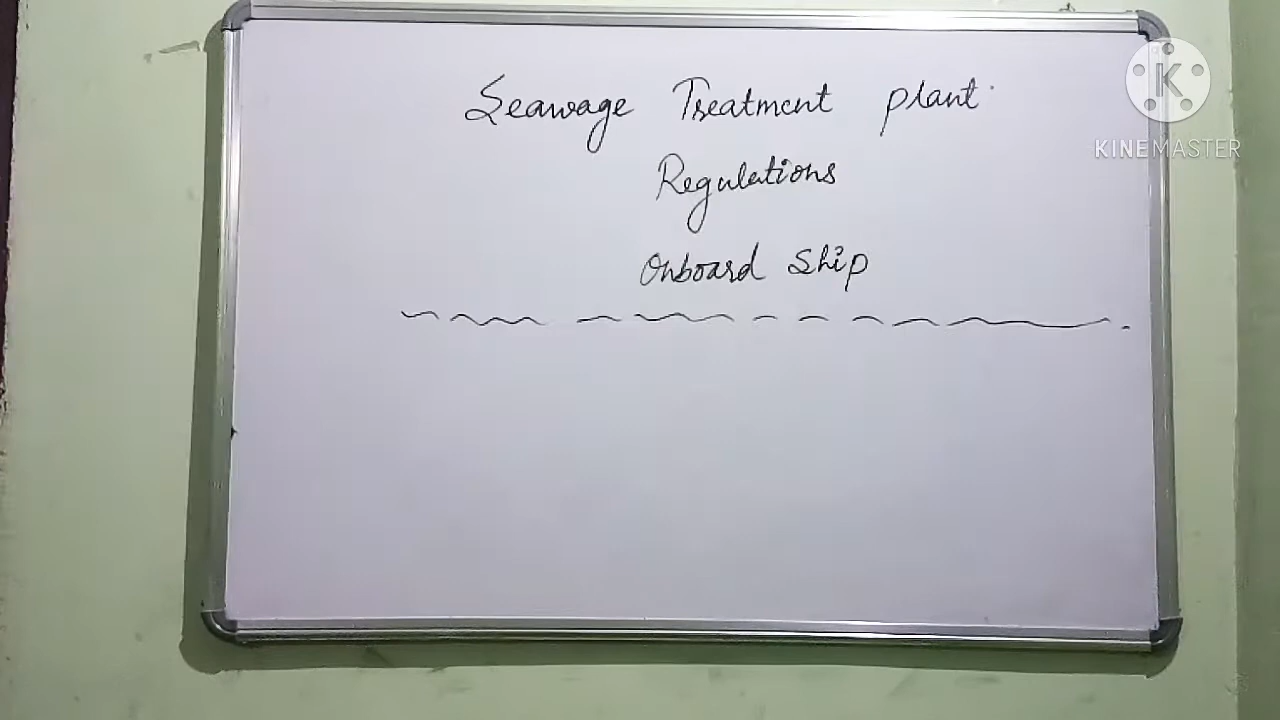 Seawage Treatment plant
Regulations
Onboard Ship
K
KINEMASTER